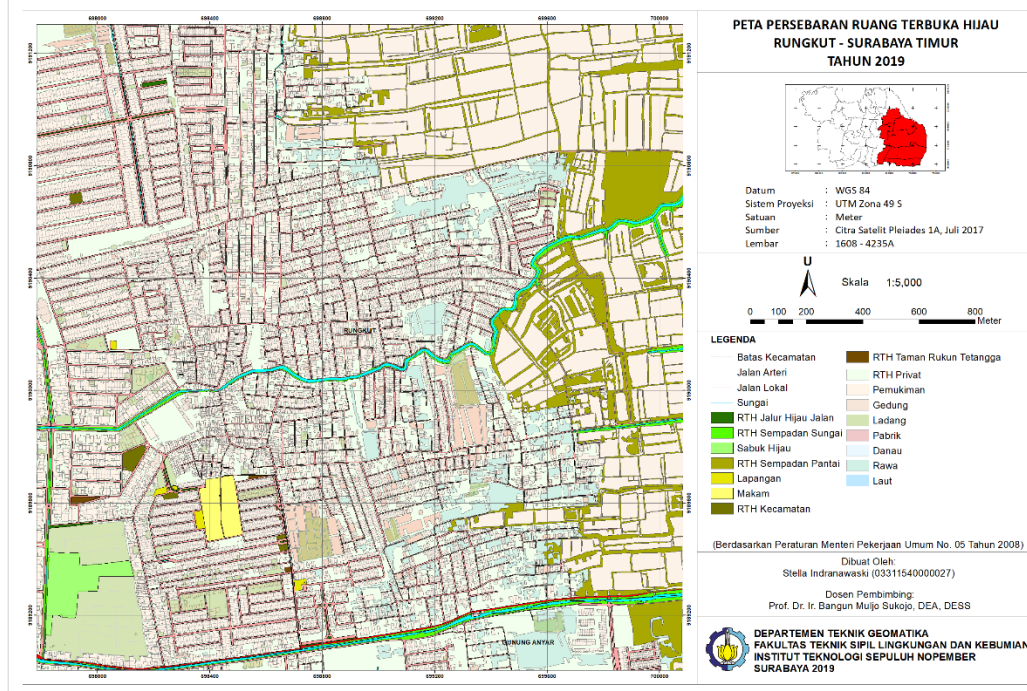 PETA PERSEBARAN RUANG TERBUKA HIJAU
RUNGKUT - SURABAYA TIMUR
TAHUN 2019
Datum : WGS 84
Sistem Proyeksi : UTM Zona 49 S
Satuan : Meter
Sumber : Citra Satelit Pleiades 1A, Juli 2017
Lembar : 1608 - 4235A
U
Skala 1:5,000
0 100 200 400 600 800
Meter
LEGENDA
Batas Kecamatan
Jalan Arteri
Jalan Lokal
Sungai
RTH Jalur Hijau Jalan
RTH Sempadan Sungai
Sabuk Hijau
RTH Sempadan Pantai
Lapangan
Makam
RTH Kecamatan
RTH Taman Rukun Tetangga
RTH Privat
Pemukiman
Gedung
Ladang
Pabrik
Danau
Rawa
Laut
(Berdasarkan Peraturan Menteri Pekerjaan Umum No. 05 Tahun 2008)
Dibuat Oleh:
Stella Indranawaski (03311540000027)
Dosen Pembimbing:
Prof. Dr. Ir. Bangun Muljo Sukojo, DEA, DESS
DEPARTEMEN TEKNIK GEOMATIKA
FAKULTAS TEKNIK SIPIL LINGKUNGAN DAN KEBUMIAN
INSTITUT TEKNOLOGI SEPULUH NOPEMBER
SURABAYA 2019
RUNGKUT
GUNUNG ANYAR